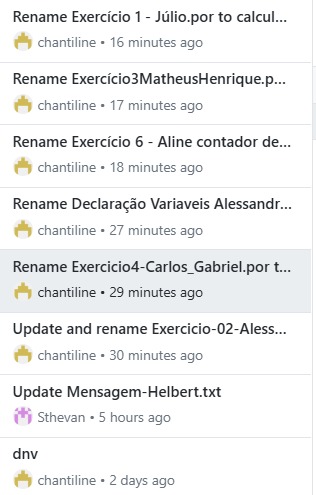 Rename Exercício 1 - Júlio.por to calcul...
chantiline • 16 minutes ago
Rename Exercício3MatheusHenrique.p...
chantiline • 17 minutes ago
Rename Exercício 6 - Aline contador de...
chantiline • 18 minutes ago
Rename Declaração Variaveis Alessandr...
chantiline • 27 minutes ago
Rename Exercicio4-Carlos_Gabriel.por t...
chantiline • 29 minutes ago
Update and rename Exercicio-02-Aless...
chantiline • 30 minutes ago
Update Mensagem-Helbert.txt
Sthevan • 5 hours ago
dnv
chantiline • 2 days ago